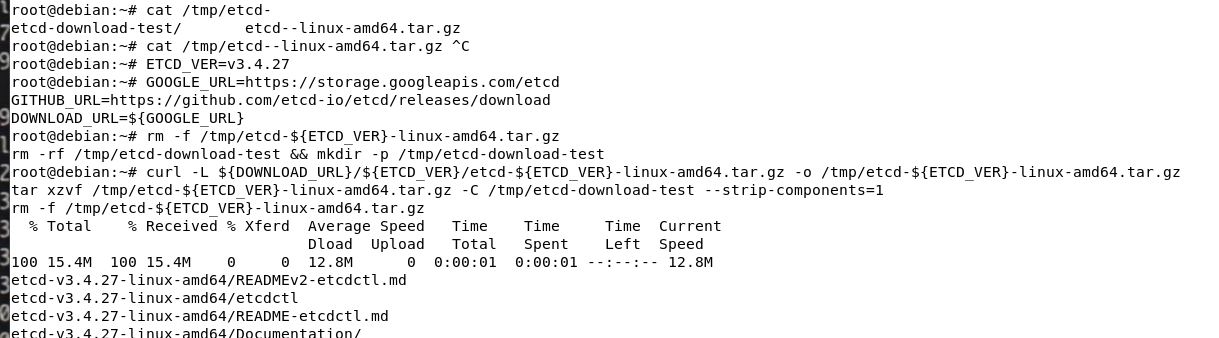 root@debian:~# cat /tmp/etcd-
etcd-download-test/       etcd--linux-amd64.tar.gz
root@debian:~# cat /tmp/etcd--linux-amd64.tar.gz ^C
root@debian:~# ETCD_VER=v3.4.27
root@debian:~# GOOGLE_URL=https://storage.googleapis.com/etcd
GITHUB_URL=https://github.com/etcd-io/etcd/releases/download
DOWNLOAD_URL=${GOOGLE_URL}
root@debian:~# rm -f /tmp/etcd-${ETCD_VER}-linux-amd64.tar.gz
rm -rf /tmp/etcd-download-test && mkdir -p /tmp/etcd-download-test
root@debian:~# curl -L ${DOWNLOAD_URL}/${ETCD_VER}/etcd-${ETCD_VER}-linux-amd64.tar.gz -o /tmp/etcd-${ETCD_VER}-linux-amd64.tar.gz
tar xzvf /tmp/etcd-${ETCD_VER}-linux-amd64.tar.gz -C /tmp/etcd-download-test --strip-components=1
rm -f /tmp/etcd-${ETCD_VER}-linux-amd64.tar.gz
  % Total    % Received % Xferd  Average Speed   Time    Time     Time  Current
                                 Dload  Upload   Total   Spent    Left  Speed
100 15.4M  100 15.4M    0     0  12.8M      0  0:00:01  0:00:01 --:--:-- 12.8M
etcd-v3.4.27-linux-amd64/READMEv2-etcdctl.md
etcd-v3.4.27-linux-amd64/etcdctl
etcd-v3.4.27-linux-amd64/README-etcdctl.md
etcd-v3.4.27-linux-amd64/Documentation/